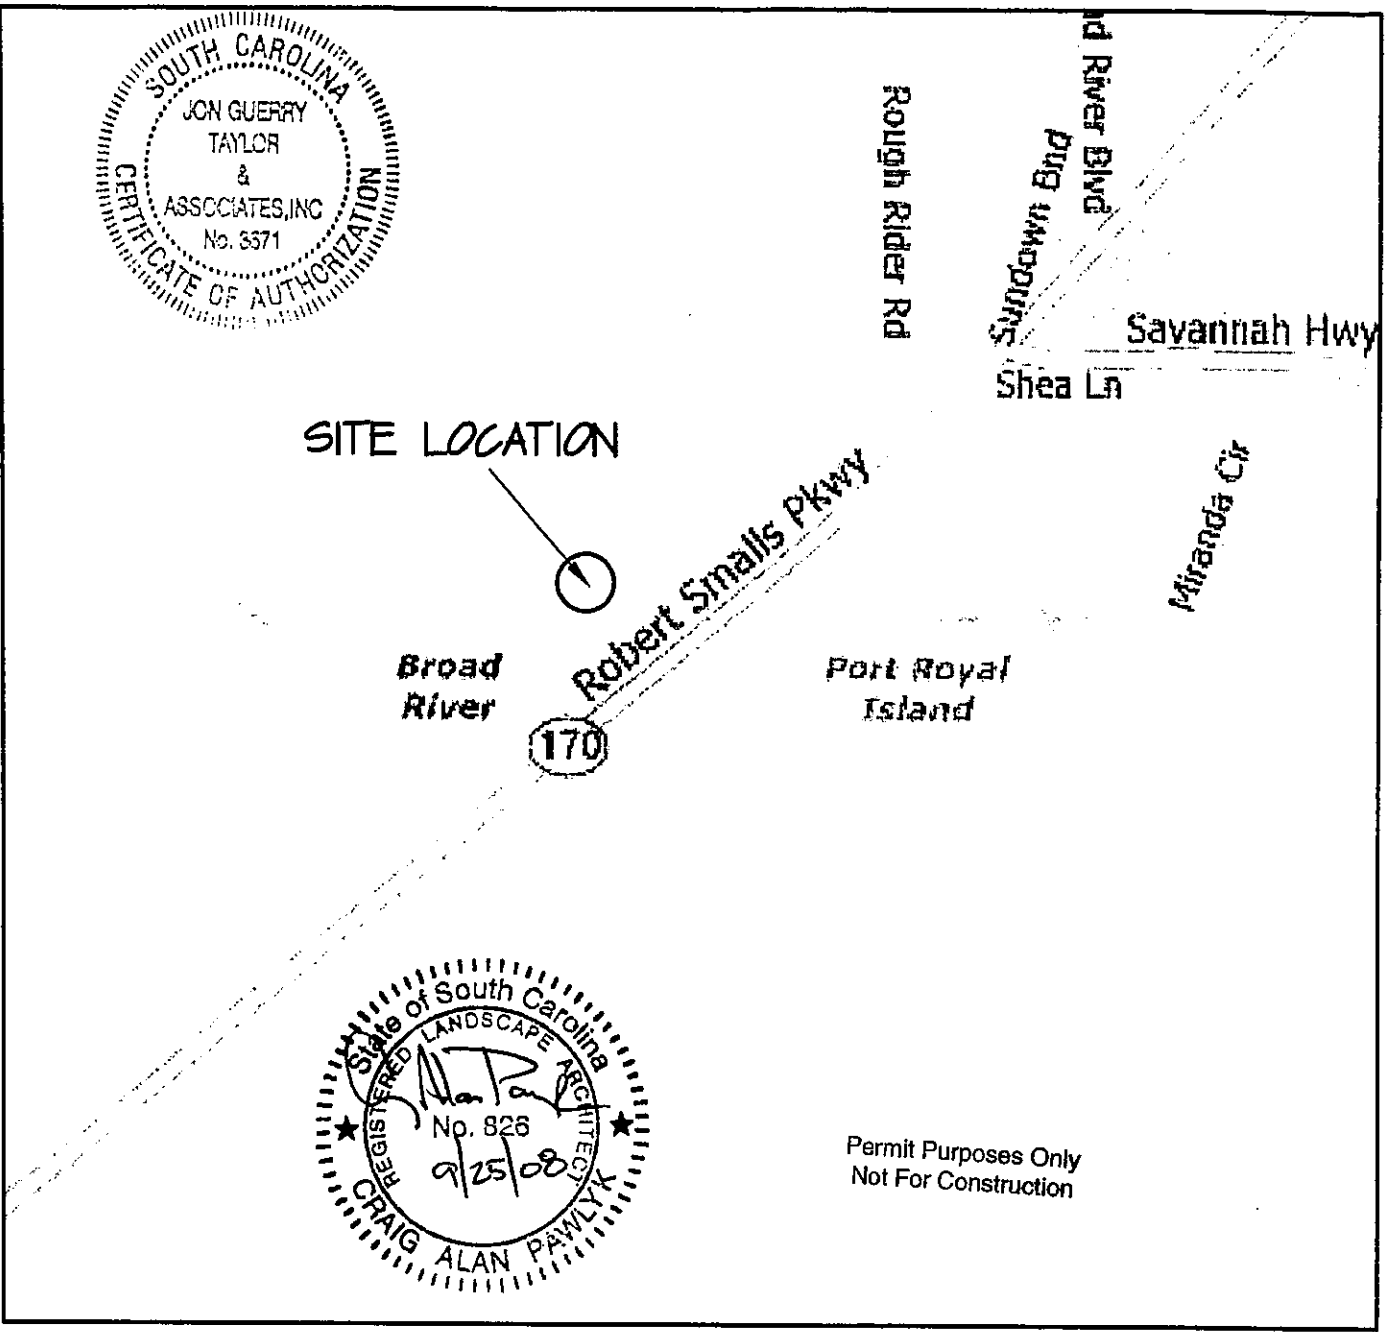 SOUTH CAROLINA
JON GUERRY
TAYLOR
&
ASSOCIATES,INC
No. 3671
CERTIFICATE OF AUTHORIZATION
River Blvd
Rough Rider Rd
Sundown Bnd
Savannah Hwy
Shea Ln
SITE LOCATION
Robert Smalls Pkwy
Miranda Cir
Broad
River
Port Royal
Island
170
State of South Carolina
REGISTERED LANDSCAPE ARCHITECT
No. 826
9/25/08
CRAIG ALAN PAWLYK
Permit Purposes Only
Not For Construction